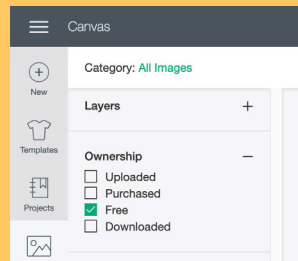 Canvas
Category: All Images
New
Layers +
Templates
Ownership −
Uploaded
Purchased
Projects
Free
Downloaded